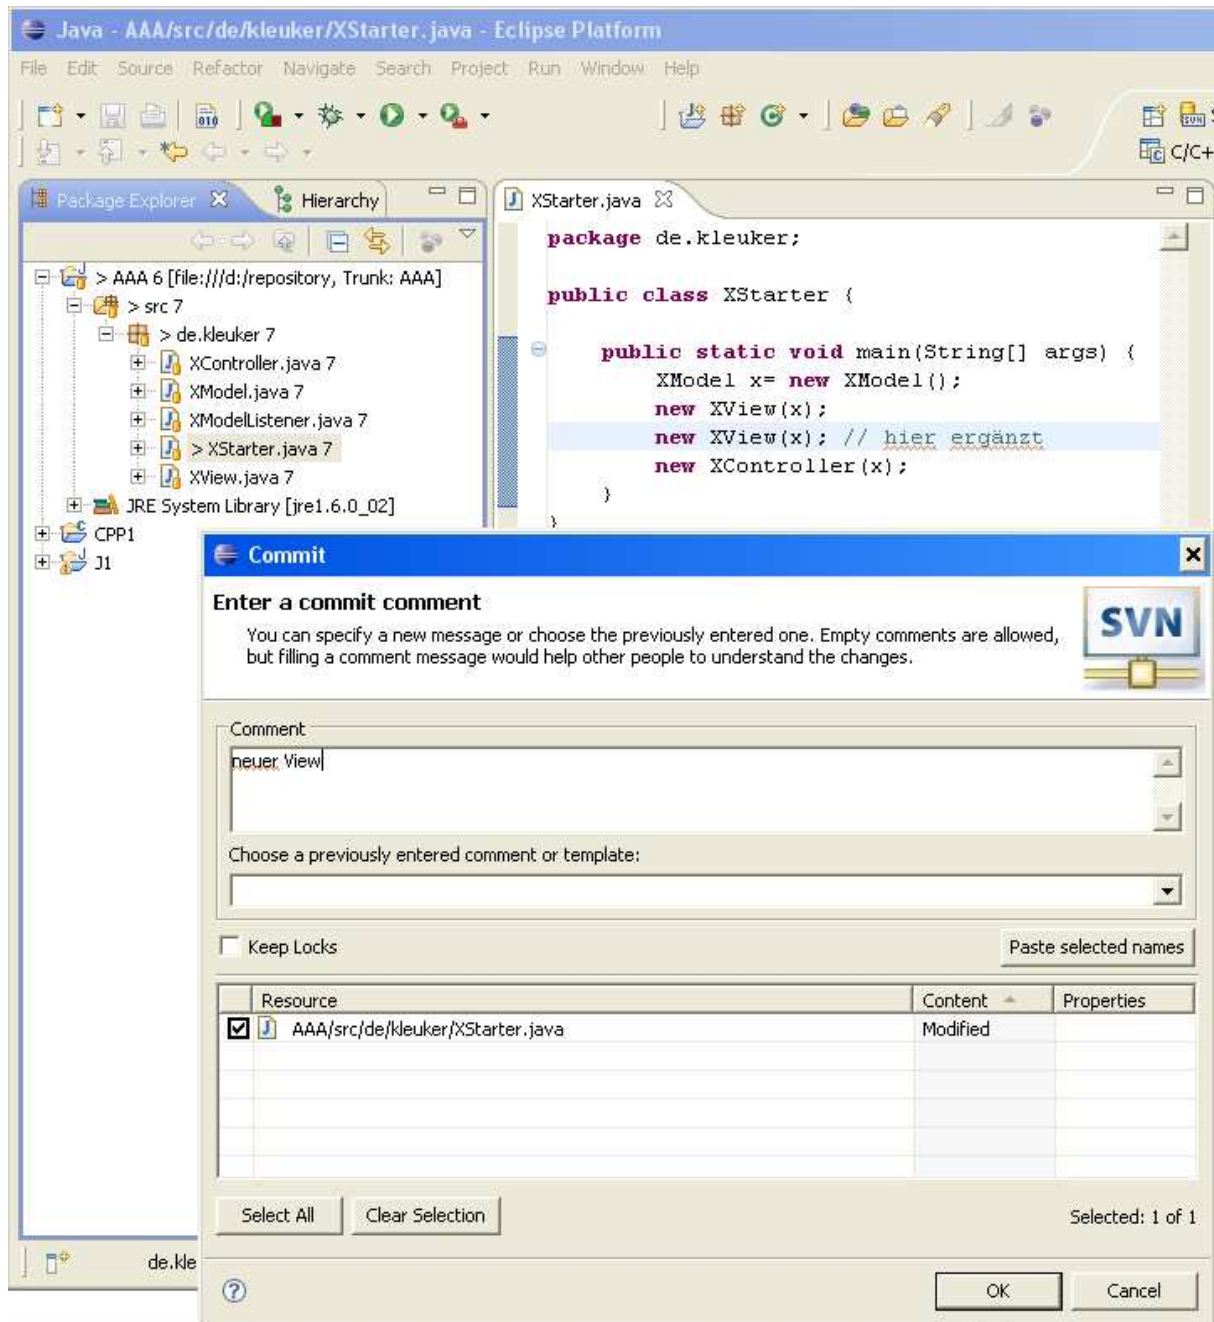 Java - AAA/src/de/kleuker/XStarter.java - Eclipse Platform
File Edit Source Refactor Navigate Search Project Run Window Help
010
SVN
C/C+
Package Explorer
Hierarchy
XStarter.java
> AAA 6 [file:///d:/repository, Trunk: AAA]
> src 7
> de.kleuker 7
XController.java 7
XModel.java 7
XModelListener.java 7
> XStarter.java 7
XView.java 7
JRE System Library [jre1.6.0_02]
CPP1
J1
package de.kleuker;
public class XStarter {
public static void main(String[] args) {
XModel x= new XModel();
new XView(x);
new XView(x); // hier ergänzt
new XController(x);
}
}
Commit
Enter a commit comment
You can specify a new message or choose the previously entered one. Empty comments are allowed,
but filling a comment message would help other people to understand the changes.
SVN
Comment
neuer View
Choose a previously entered comment or template:
Keep Locks
Paste selected names
Resource Content Properties
AAA/src/de/kleuker/XStarter.java Modified
Select All Clear Selection Selected: 1 of 1
de.kle
OK Cancel